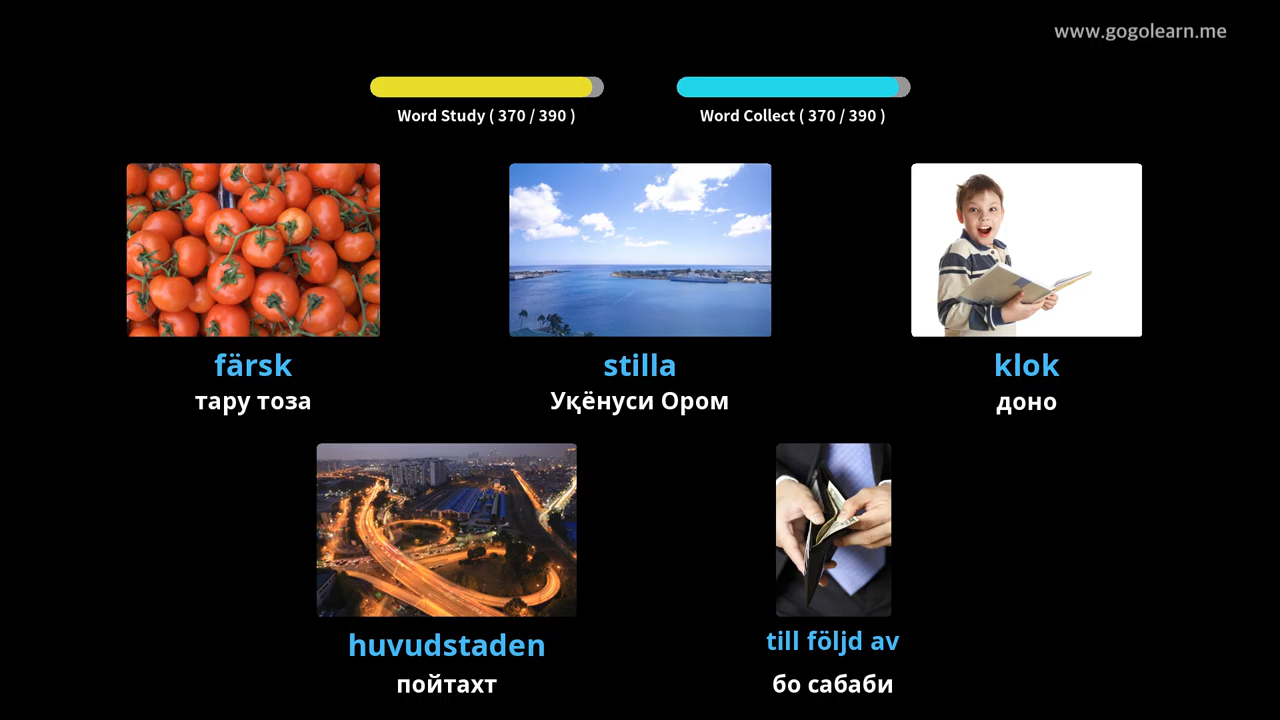 www.gogolearn.me
Word Study ( 370 / 390 )
Word Collect ( 370 / 390 )
färsk
тару тоза
stilla
Уқёнуси Ором
klok
доно
huvudstaden
пойтахт
till följd av
бо сабаби